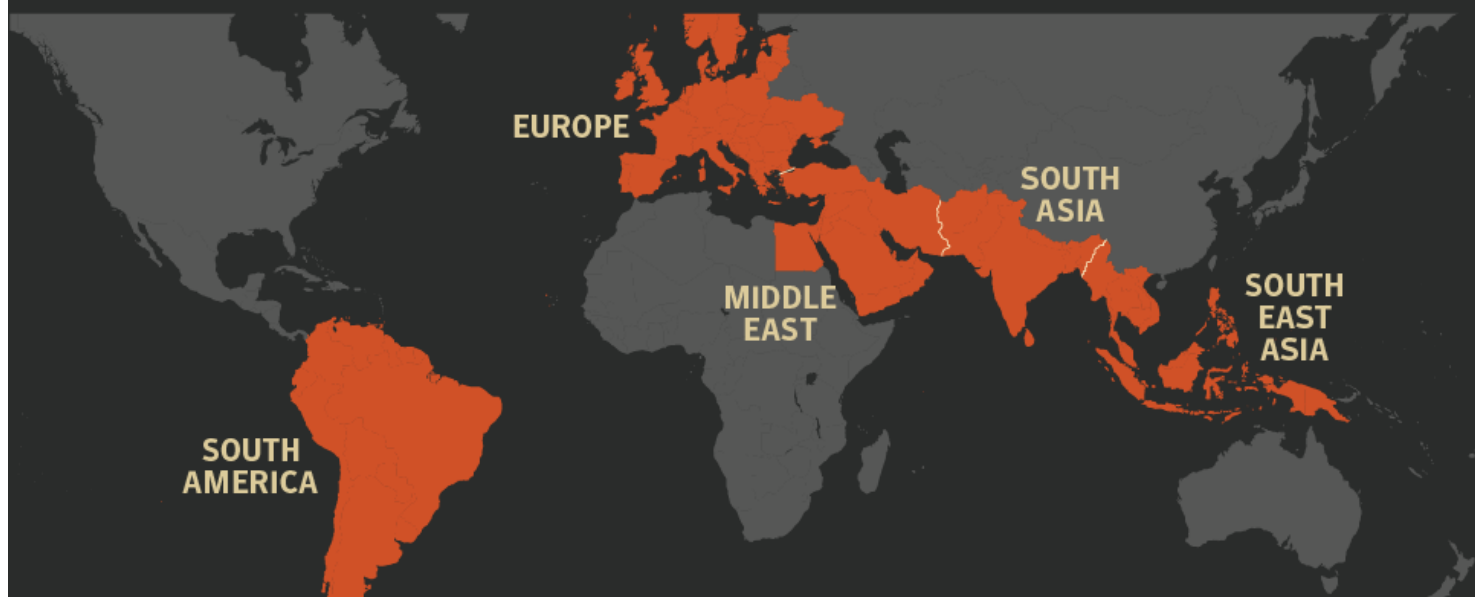 EUROPE
SOUTH
ASIA
MIDDLE
EAST
SOUTH
EAST
ASIA
SOUTH
AMERICA